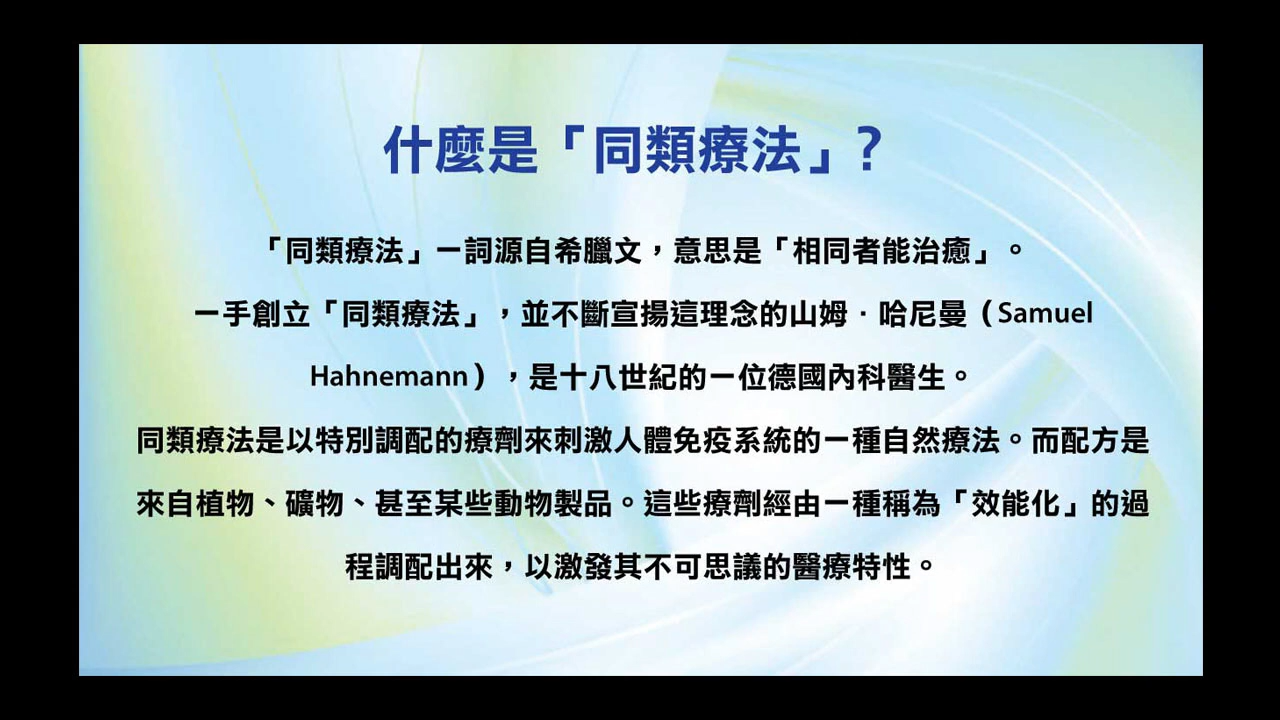 什麼是「同類療法」？
「同類療法」一詞源自希臘文，意思是「相同者能治癒」。
一手創立「同類療法」，並不斷宣揚這理念的山姆．哈尼曼（Samuel
Hahnemann），是十八世紀的一位德國內科醫生。
同類療法是以特別調配的療劑來刺激人體免疫系統的一種自然療法。而配方是
來自植物、礦物、甚至某些動物製品。這些療劑經由一種稱為「效能化」的過
程調配出來，以激發其不可思議的醫療特性。